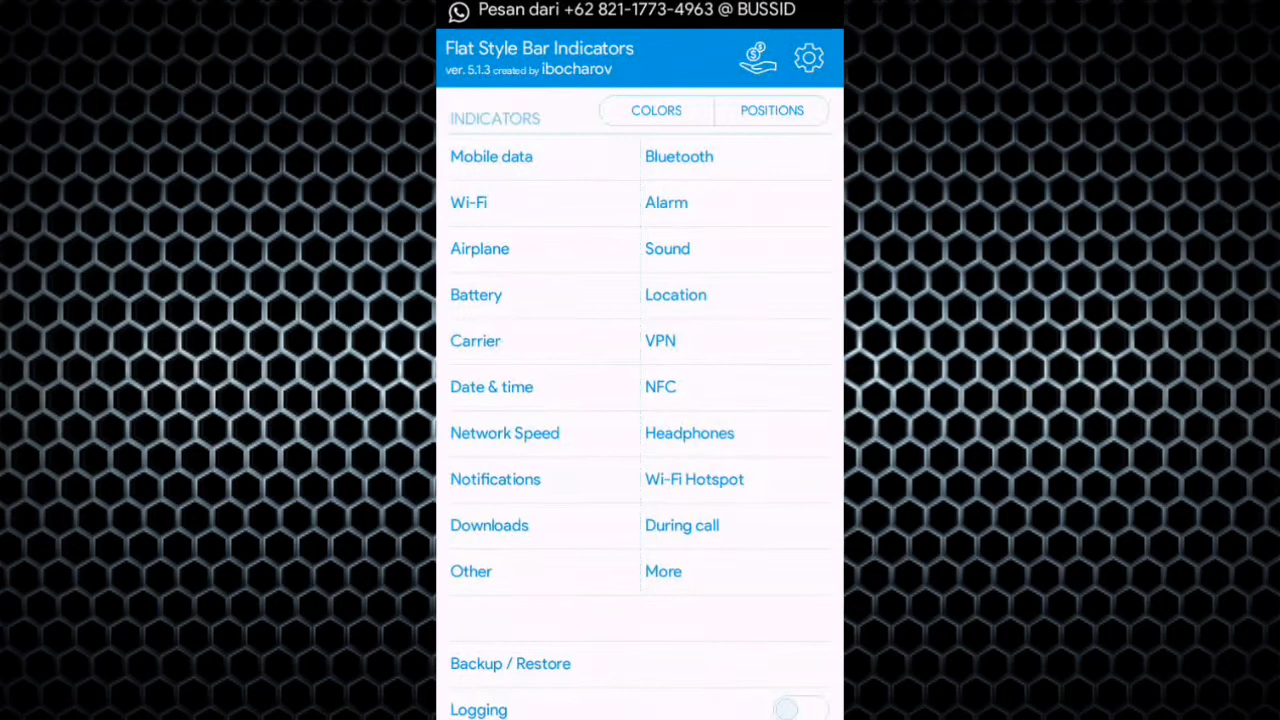 Pesan dari +62 821-1773-4963 @ BUSSID
Flat Style Bar Indicators
ver. 5.1.3 created by ibocharov
INDICATORS
COLORS
POSITIONS
Mobile data
Bluetooth
Wi-Fi
Alarm
Airplane
Sound
Battery
Location
Carrier
VPN
Date & time
NFC
Network Speed
Headphones
Notifications
Wi-Fi Hotspot
Downloads
During call
Other
More
Backup / Restore
Logging